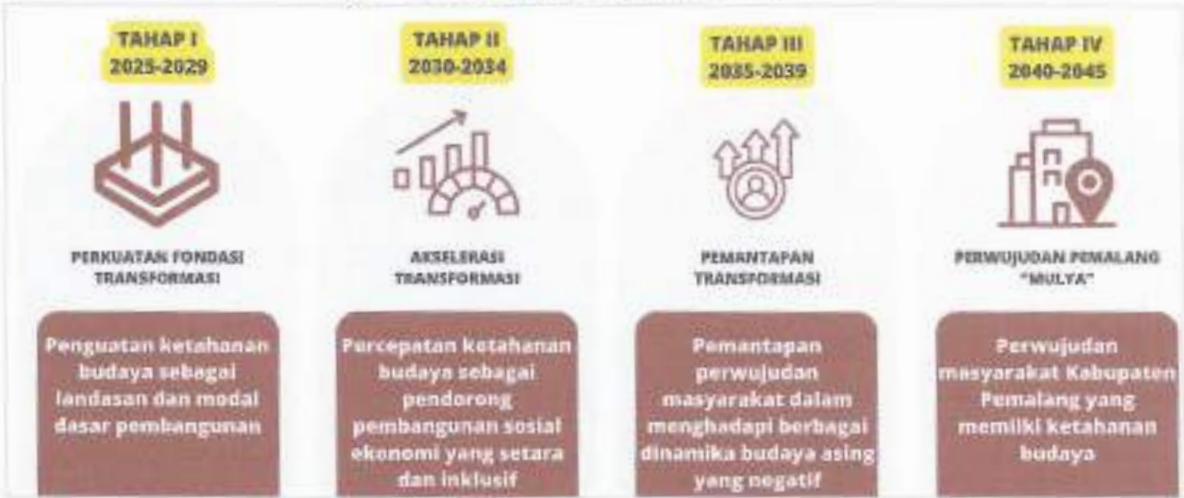 TAHAP I
2025-2029
PERKUATAN FONDASI
TRANSFORMASI
Penguatan ketahanan
budaya sebagai
landasan dan modal
dasar pembangunan
TAHAP II
2030-2034
AKSELERASI
TRANSFORMASI
Percepatan ketahanan
budaya sebagai
pendorong
pembangunan sosial
ekonomi yang setara
dan inklusif
TAHAP III
2035-2039
PEMANTAPAN
TRANSFORMASI
Pemantapan
perwujudan
masyarakat dalam
menghadapi berbagai
dinamika budaya asing
yang negatif
TAHAP IV
2040-2045
PERWUJUDAN PEMALANG
"MULYA"
Perwujudan
masyarakat Kabupaten
Pemalang yang
memilki ketahanan
budaya